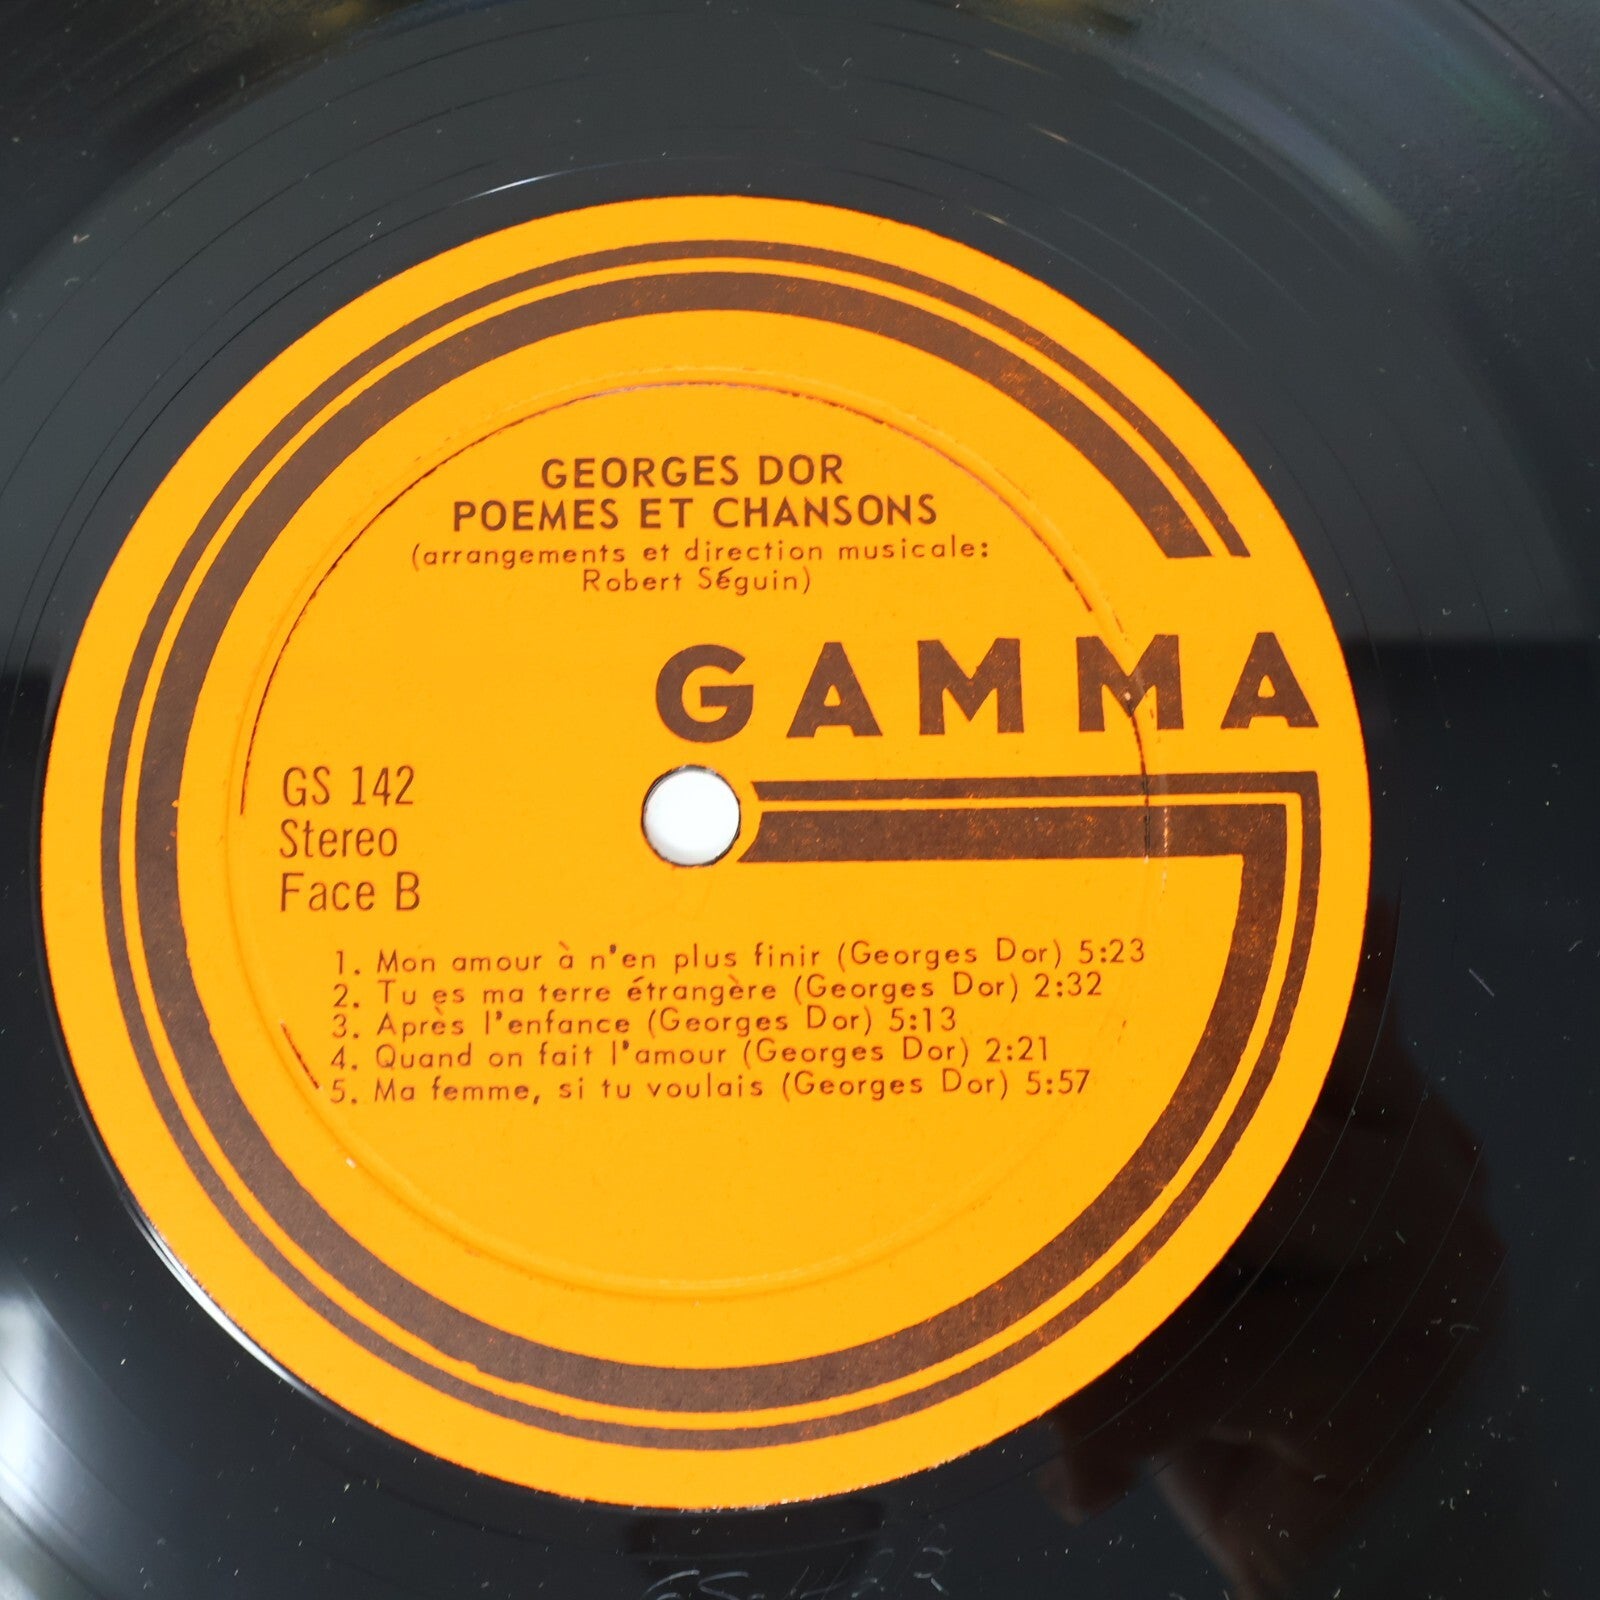 GEORGES DOR
POEMES ET CHANSONS
(arrangements et direction musicale:
Robert Séguin)
GAMMA
GS 142
Stereo
Face B
1. Mon amour à n'en plus finir (Georges Dor) 5:23
2. Tu es ma terre étrangère (Georges Dor) 2:32
3. Après l'enfance (Georges Dor) 5:13
4. Quand on fait l'amour (Georges Dor) 2:21
5. Ma femme, si tu voulais (Georges Dor) 5:57